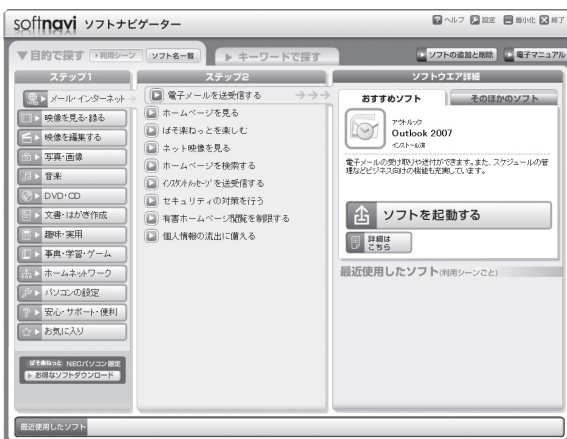 softnavi ソフトナビゲーター
ヘルプ 設定 最小化 終了
▼目的で探す ▶利用シーン ソフト名一覧 ▶ キーワードで探す
ソフトの追加と削除 電子マニュアル
ステップ1
メール・インターネット
映像を見る・録る
映像を編集する
写真・画像
音楽
DVD・CD
文書・はがき作成
趣味・実用
事典・学習・ゲーム
ホームネットワーク
パソコンの設定
安心・サポート・便利
お気に入り
ぱそ楽ねっと NECパソコン限定
お得なソフトダウンロード
ステップ2
電子メールを送受信する
ホームページを見る
ぱそ楽ねっとを楽しむ
ネット映像を見る
ホームページを検索する
インスタントメッセージを送受信する
セキュリティの対策を行う
有害ホームページ閲覧を制限する
個人情報の流出に備える
ソフトウエア詳細
おすすめソフト そのほかのソフト
アウトルック
Outlook 2007
インストール済
電子メールの受け取りや送付ができます。また、スケジュールの管
理などビジネス向けの機能も充実しています。
ソフトを起動する
詳細は
こちら
最近使用したソフト(利用シーンごと)
最近使用したソフト